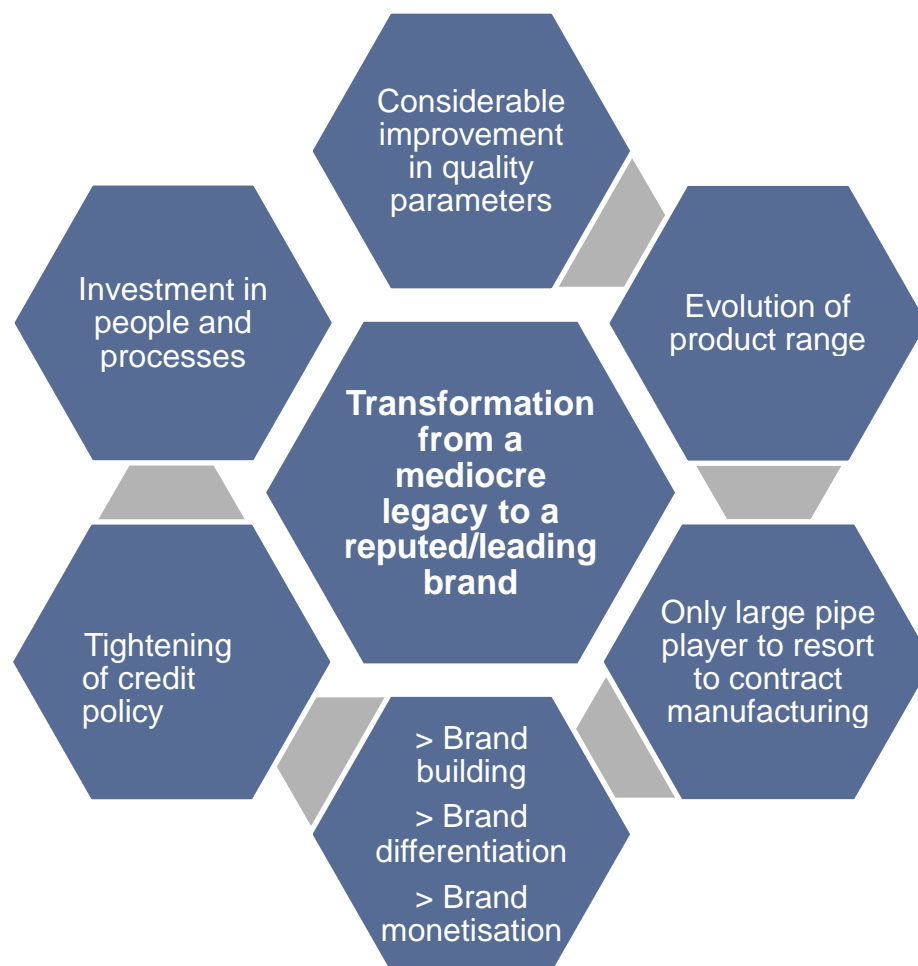 Considerable
improvement
in quality
parameters
Evolution of
product range
Only large pipe
player to resort
to contract
manufacturing
> Brand
building
> Brand
differentiation
> Brand
monetisation
Tightening
of credit
policy
Investment in
people and
processes
Transformation
from a
mediocre
legacy to a
reputed/leading
brand